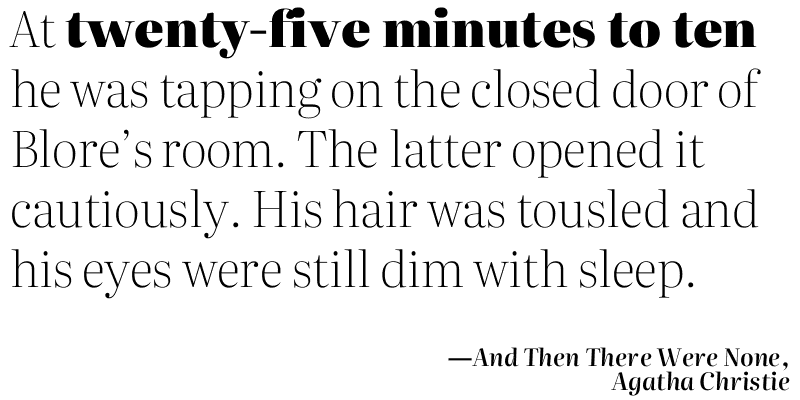 At twenty-five minutes to ten
he was tapping on the closed door of
Blore’s room. The latter opened it
cautiously. His hair was tousled and
his eyes were still dim with sleep.
—And Then There Were None,
Agatha Christie